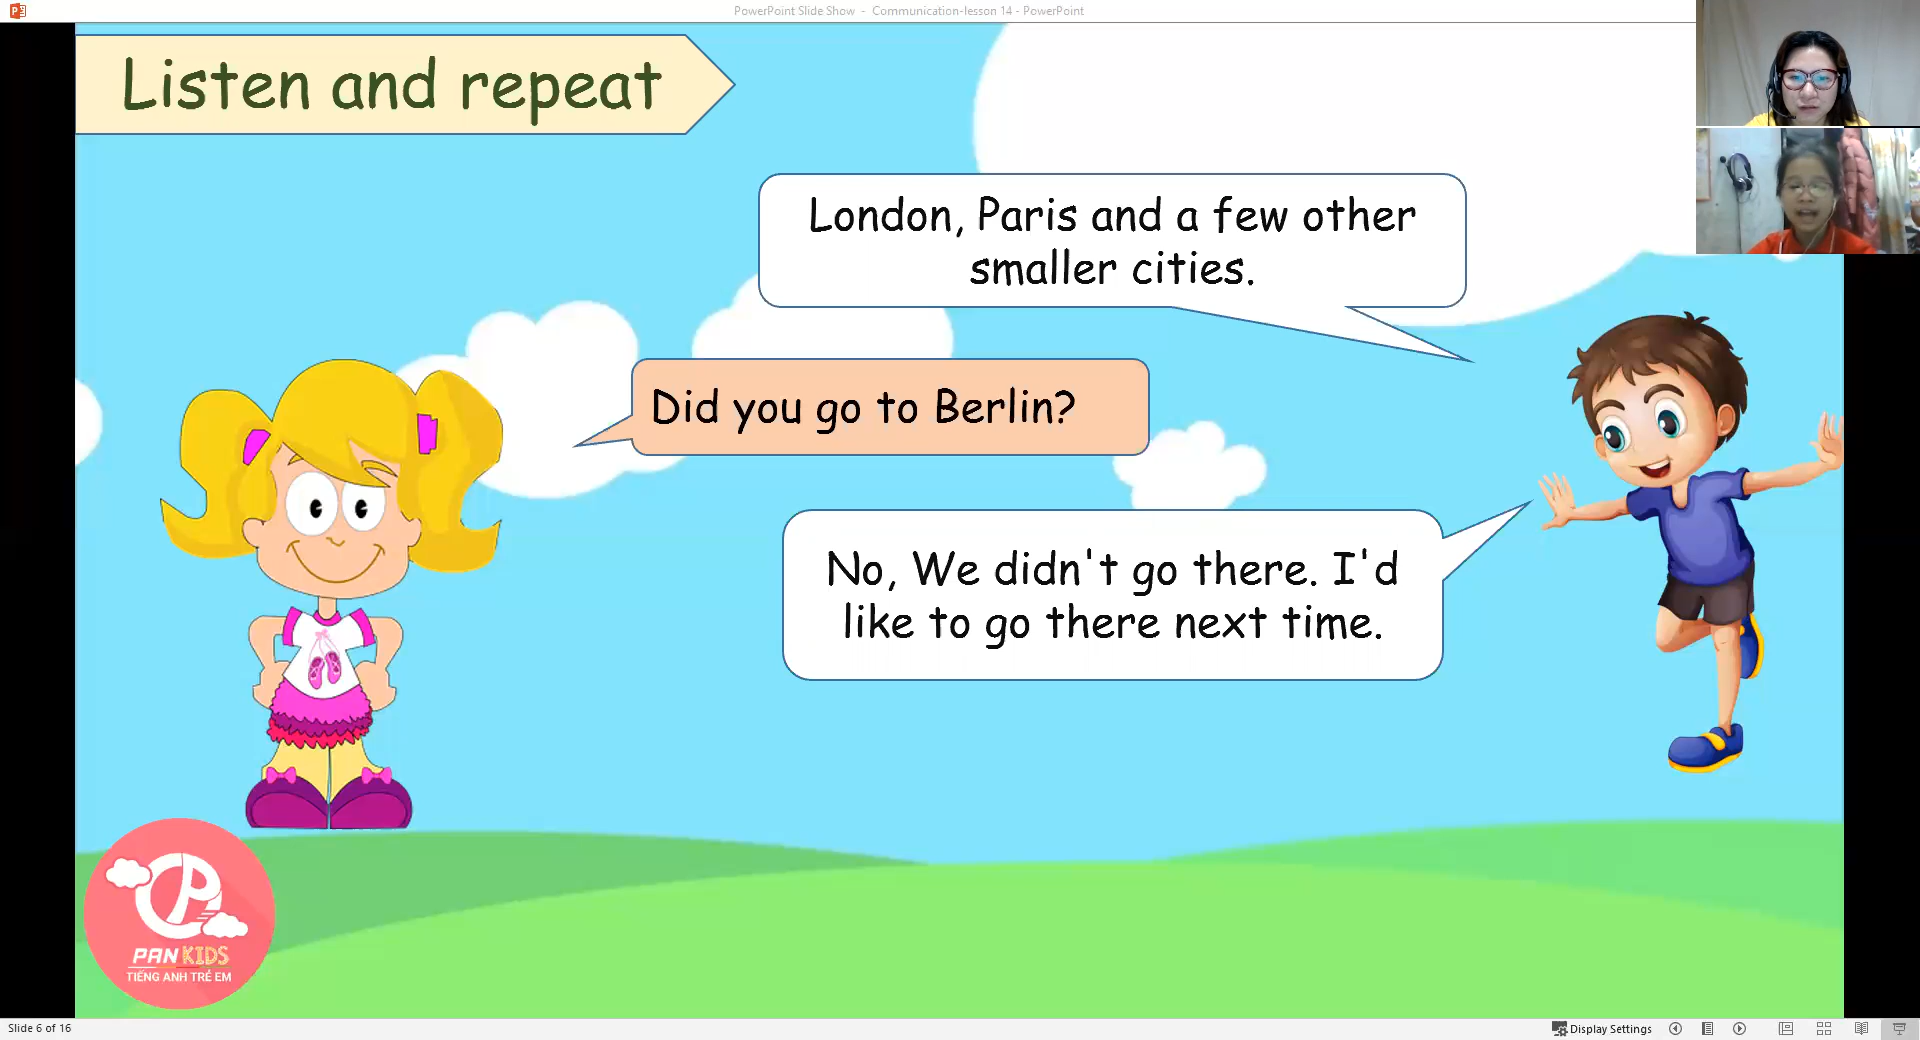 PowerPoint Slide Show - Communication-lesson 14 - PowerPoint
Listen and repeat
London, Paris and a few other
smaller cities.
Did you go to Berlin?
No, We didn't go there. I'd
like to go there next time.
PAN KIDS
TIẾNG ANH TRẺ EM
Slide 6 of 16
Display Settings